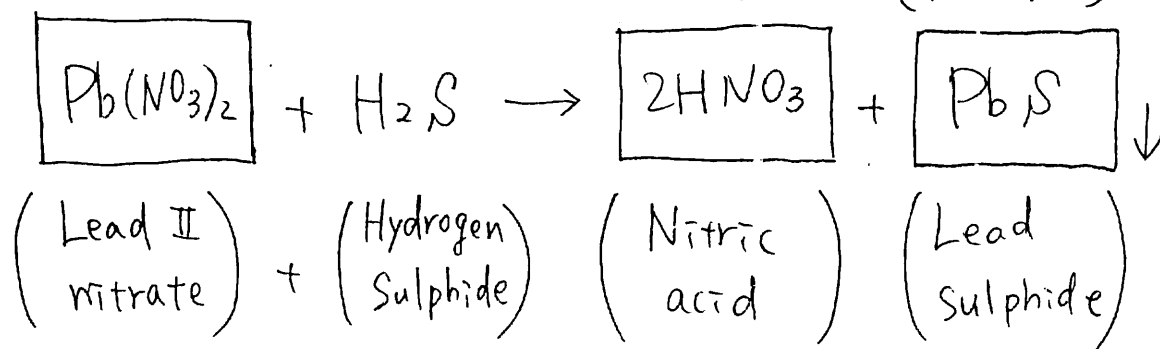 Pb(NO₃)₂ + H₂S → 2HNO₃ + PbS ↓
(Lead II nitrate) + (Hydrogen Sulphide) (Nitric acid) (Lead sulphide)